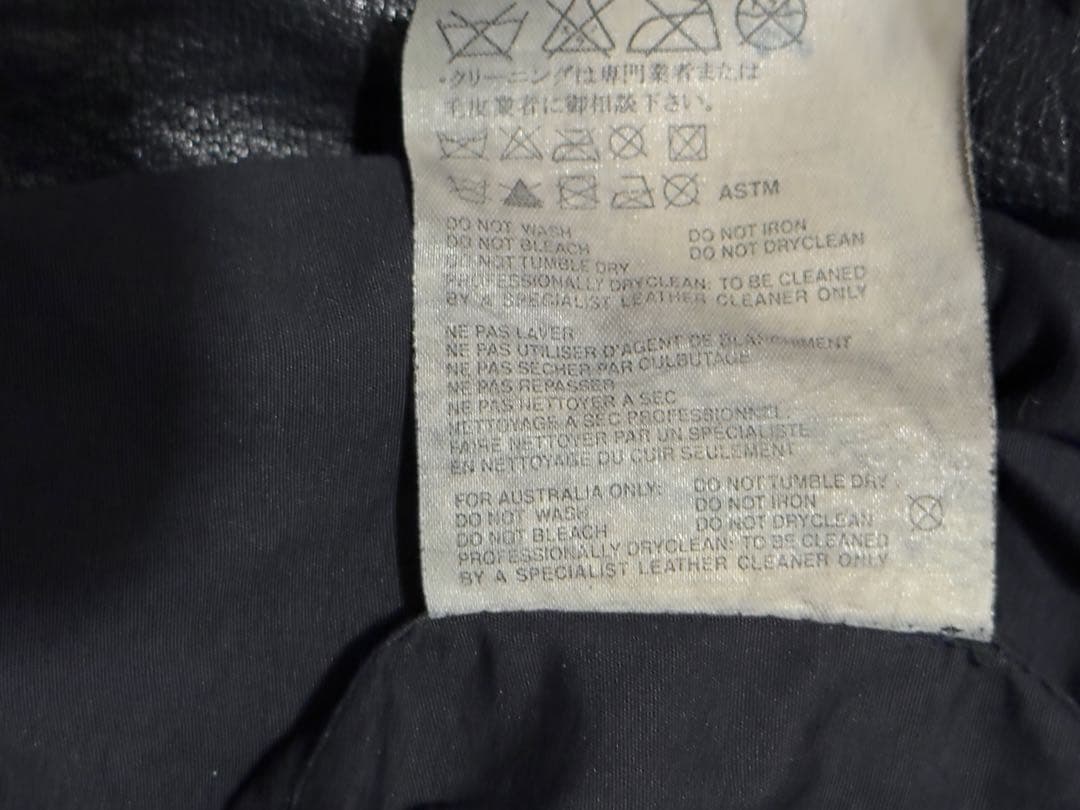 ・クリーニングは専門業者または
毛皮業者に御相談下さい。
ASTM
DO NOT WASH
DO NOT BLEACH
DO NOT TUMBLE DRY
DO NOT IRON
DO NOT DRYCLEAN
PROFESSIONALLY DRYCLEAN: TO BE CLEANED
BY A SPECIALIST LEATHER CLEANER ONLY
NE PAS LAVER
NE PAS UTILISER D'AGENT DE BLANCHIMENT
NE PAS SECHER PAR CULBUTAGE
NE PAS REPASSER
NE PAS NETTOYER A SEC
NETTOYAGE A SEC PROFESSIONNEL:
FAIRE NETTOYER PAR UN SPECIALISTE
EN NETTOYAGE DU CUIR SEULEMENT
FOR AUSTRALIA ONLY:
DO NOT WASH
DO NOT BLEACH
DO NOT TUMBLE DRY
DO NOT IRON
DO NOT DRYCLEAN
PROFESSIONALLY DRYCLEAN: TO BE CLEANED
BY A SPECIALIST LEATHER CLEANER ONLY